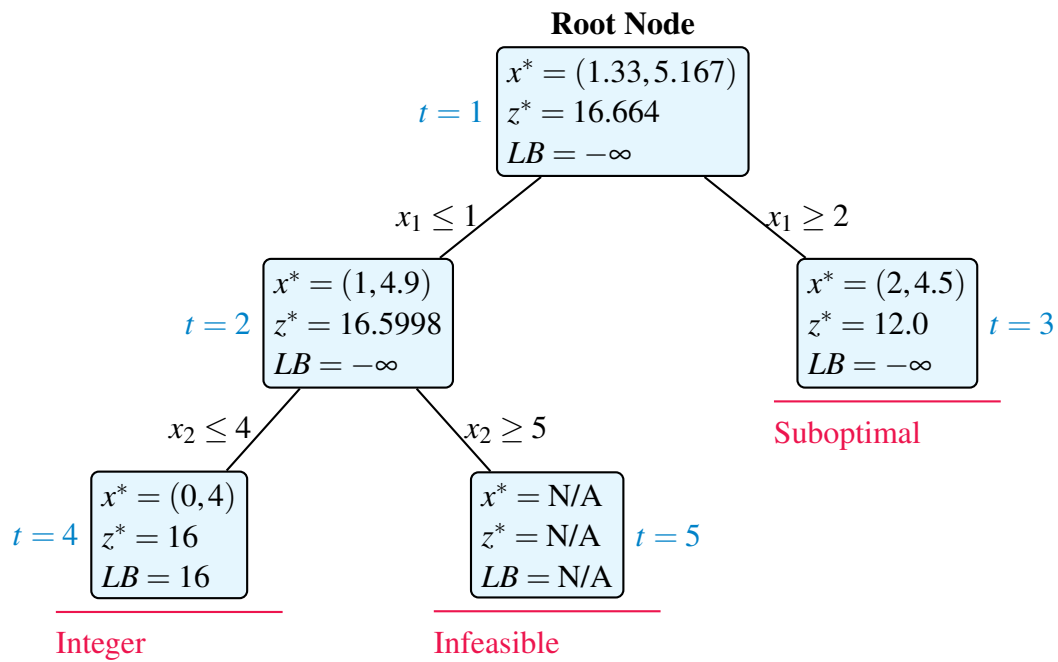 Root Node
x* = (1.33, 5.167)
t = 1
z* = 16.664
LB = −∞
x₁ ≤ 1
x₁ ≥ 2
x* = (1, 4.9)
t = 2
z* = 16.5998
LB = −∞
x* = (2, 4.5)
z* = 12.0
t = 3
LB = −∞
Suboptimal
x₂ ≤ 4
x₂ ≥ 5
x* = (0, 4)
t = 4
z* = 16
LB = 16
Integer
x* = N/A
z* = N/A
t = 5
LB = N/A
Infeasible